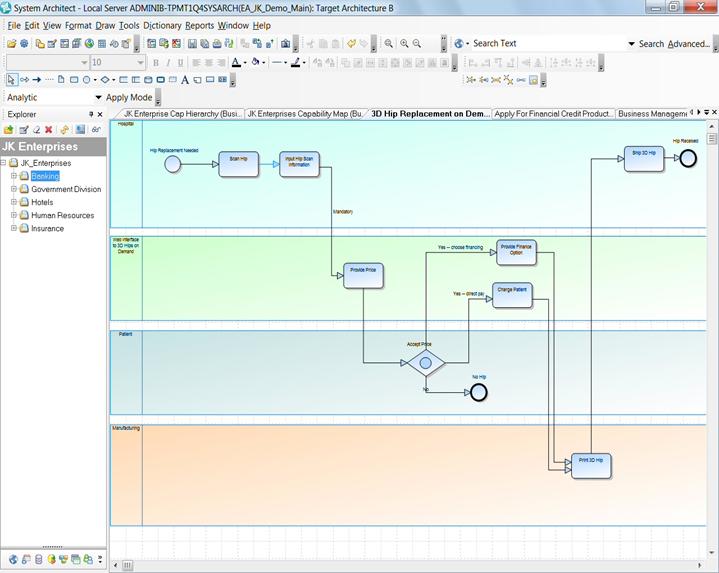 System Architect - Local Server ADMINIB-TPMT1Q4SYSARCH(EA_JK_Demo_Main): Target Architecture B
File Edit View Format Draw Tools Dictionary Reports Window Help
Search Text
Search Advanced...
10
B I U
A
Analytic
Apply Mode
Explorer
JK Enterprise Cap Hierarchy (Busi...
JK Enterprises Capability Map (Bu...
3D Hip Replacement on Dem...
Apply For Financial Credit Product...
Business Manageme
JK Enterprises
JK_Enterprises
Banking
Government Division
Hotels
Human Resources
Insurance
Hospital
Hip Replacement Needed
Scan Hip
Input Hip Scan
Information
Mandatory
Ship 3D Hip
Hip Received
Web Interface
to 3D Hips on
Demand
Provide Price
Yes -- choose financing
Provide Finance
Option
Yes -- direct pay
Charge Patient
Patient
Accept Price
No
No Hip
Manufacturing
Print 3D Hip